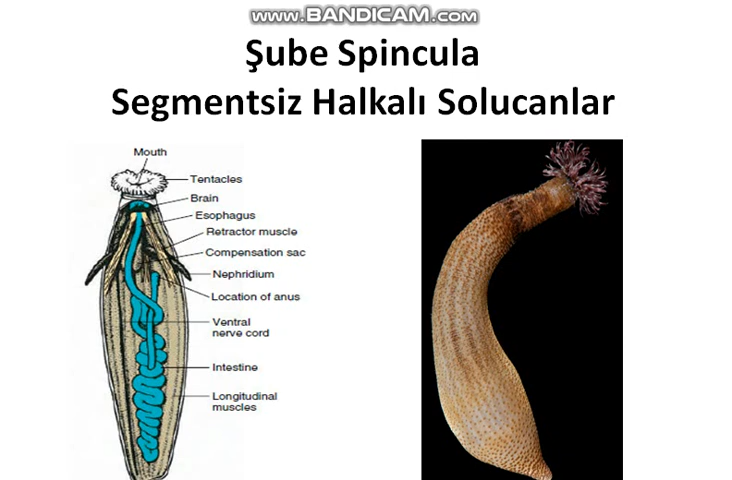 www.BANDICAM.com
Şube Spincula
Segmentsiz Halkalı Solucanlar
Mouth
Tentacles
Brain
Esophagus
Retractor muscle
Compensation sac
Nephridium
Location of anus
Ventral
nerve cord
Intestine
Longitudinal
muscles